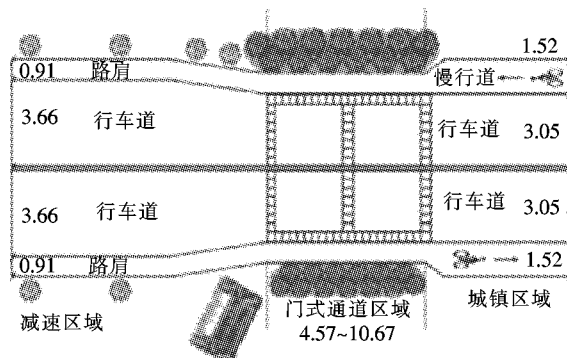 1.52
0.91 路肩 慢行道
3.66 行车道 行车道 3.05
3.66 行车道 行车道 3.05
0.91 路肩 1.52
减速区域 门式通道区域 城镇区域
4.57~10.67